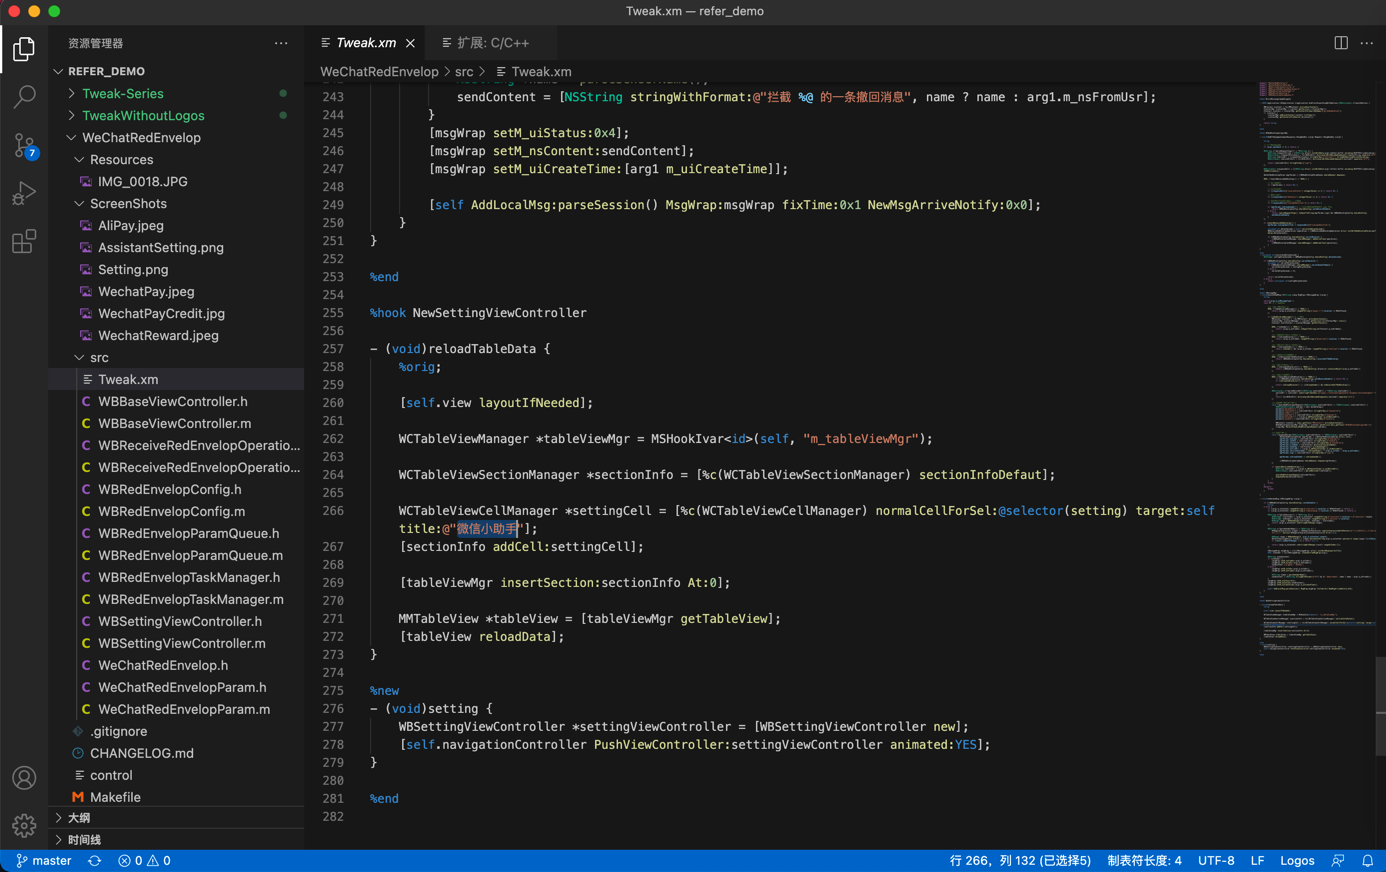 Tweak.xm — refer_demo
资源管理器
REFER_DEMO
Tweak-Series
TweakWithoutLogos
WeChatRedEnvelop
Resources
IMG_0018.JPG
ScreenShots
AliPay.jpeg
AssistantSetting.png
Setting.png
WechatPay.jpeg
WechatPayCredit.jpg
WechatReward.jpeg
src
Tweak.xm
WBBaseViewController.h
WBBaseViewController.m
WBReceiveRedEnvelopOperatio...
WBReceiveRedEnvelopOperatio...
WBRedEnvelopConfig.h
WBRedEnvelopConfig.m
WBRedEnvelopParamQueue.h
WBRedEnvelopParamQueue.m
WBRedEnvelopTaskManager.h
WBRedEnvelopTaskManager.m
WBSettingViewController.h
WBSettingViewController.m
WeChatRedEnvelop.h
WeChatRedEnvelopParam.h
WeChatRedEnvelopParam.m
.gitignore
CHANGELOG.md
control
Makefile
大纲
时间线
7
Tweak.xm
扩展: C/C++
WeChatRedEnvelop > src > Tweak.xm
243 sendContent = [NSString stringWithFormat:@"拦截 %@ 的一条撤回消息", name ? name : arg1.m_nsFromUsr];
244 }
245 [msgWrap setM_uiStatus:0x4];
246 [msgWrap setM_nsContent:sendContent];
247 [msgWrap setM_uiCreateTime:[arg1 m_uiCreateTime]];
248
249 [self AddLocalMsg:parseSession() MsgWrap:msgWrap fixTime:0x1 NewMsgArriveNotify:0x0];
250 }
251 }
252
253 %end
254
255 %hook NewSettingViewController
256
257 - (void)reloadTableData {
258 %orig;
259
260 [self.view layoutIfNeeded];
261
262 WCTableViewManager *tableViewMgr = MSHookIvar<id>(self, "m_tableViewMgr");
263
264 WCTableViewSectionManager *sectionInfo = [%c(WCTableViewSectionManager) sectionInfoDefaut];
265
266 WCTableViewCellManager *settingCell = [%c(WCTableViewCellManager) normalCellForSel:@selector(setting) target:self
title:@"微信小助手"];
267 [sectionInfo addCell:settingCell];
268
269 [tableViewMgr insertSection:sectionInfo At:0];
270
271 MMTableView *tableView = [tableViewMgr getTableView];
272 [tableView reloadData];
273 }
274
275 %new
276 - (void)setting {
277 WBSettingViewController *settingViewController = [WBSettingViewController new];
278 [self.navigationController PushViewController:settingViewController animated:YES];
279 }
280
281 %end
282
master
0 0
行 266，列 132 (已选择5)
制表符长度: 4
UTF-8
LF
Logos